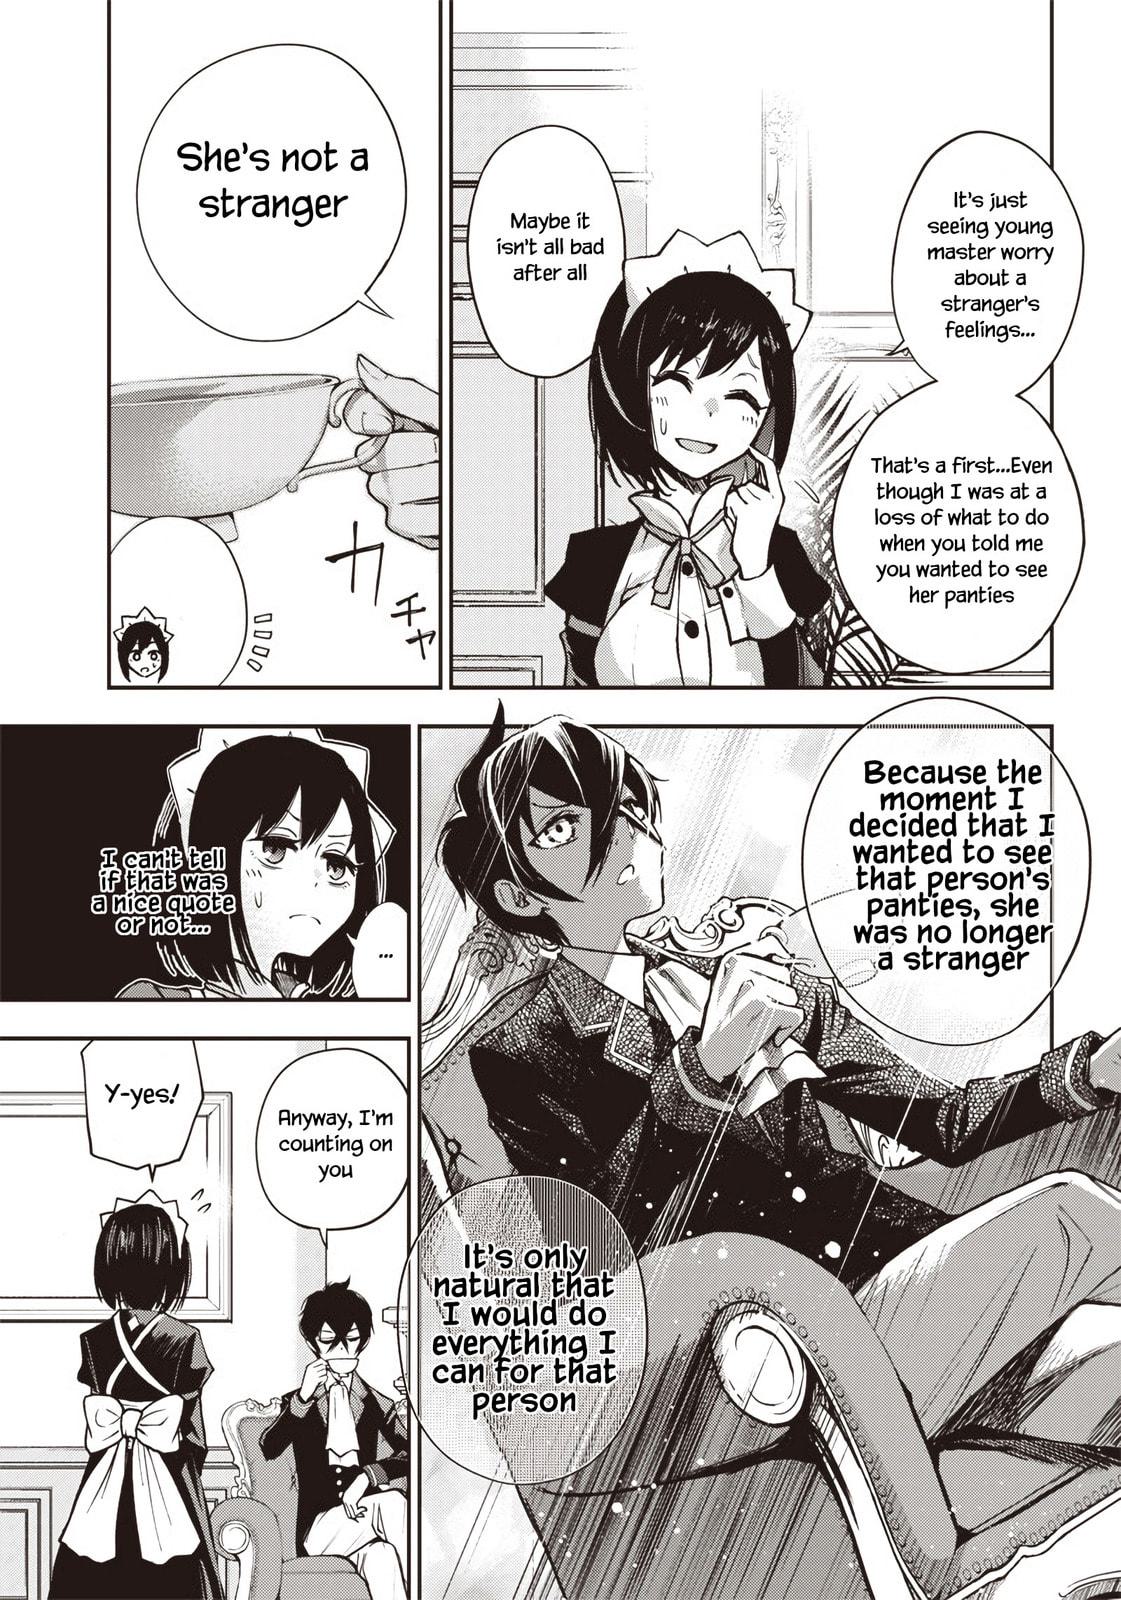 It's just
seeing young
master worry
about a
stranger's
feelings...
That's a first...Even
though I was at a
loss of what to do
when you told me
you wanted to see
her panties
Maybe it
isn't all bad
after all
She's not a
stranger
カチャ
Because the
moment I
decided that I
wanted to see
that person's
panties, she
was no longer
a stranger
It's only
natural that
I would do
everything I
can for that
person
...
I can't tell
if that was
a nice quote
or not...
Anyway, I'm
counting on
you
Y-yes!